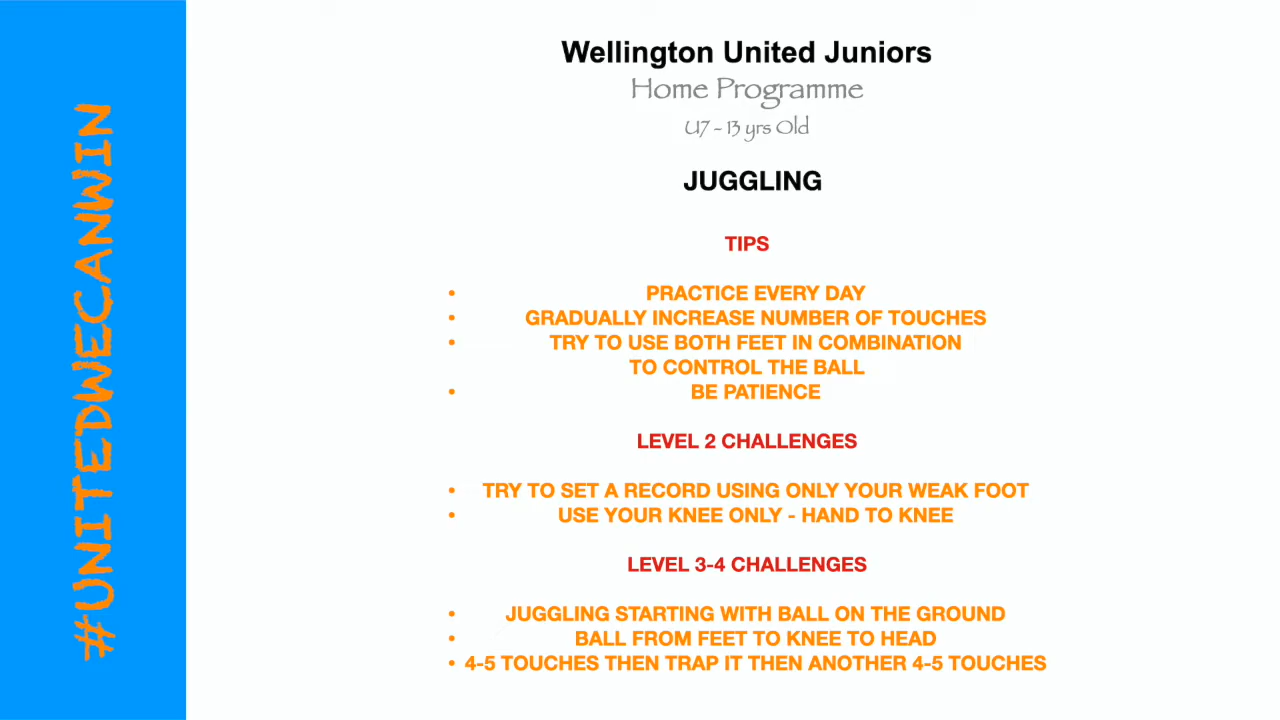 #UNITEDWECANWIN
Wellington United Juniors
Home Programme
U7 - 13 yrs Old
JUGGLING
TIPS
• PRACTICE EVERY DAY
• GRADUALLY INCREASE NUMBER OF TOUCHES
• TRY TO USE BOTH FEET IN COMBINATION
TO CONTROL THE BALL
• BE PATIENCE
LEVEL 2 CHALLENGES
• TRY TO SET A RECORD USING ONLY YOUR WEAK FOOT
• USE YOUR KNEE ONLY - HAND TO KNEE
LEVEL 3-4 CHALLENGES
• JUGGLING STARTING WITH BALL ON THE GROUND
• BALL FROM FEET TO KNEE TO HEAD
• 4-5 TOUCHES THEN TRAP IT THEN ANOTHER 4-5 TOUCHES